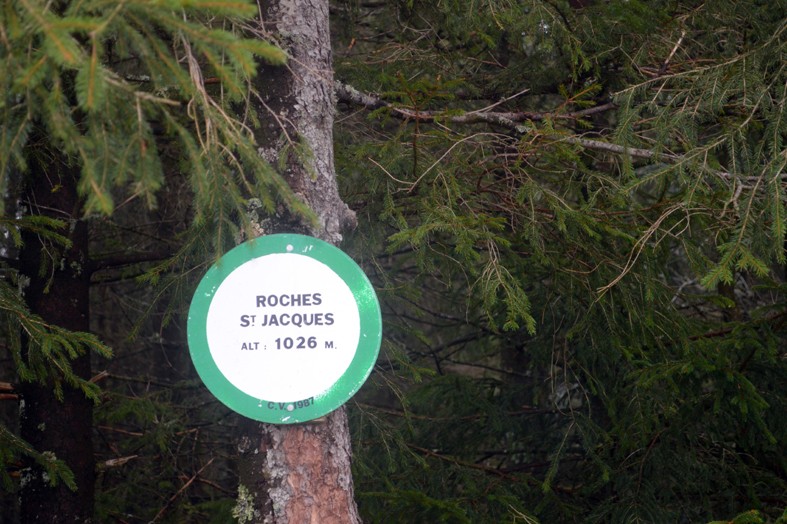 ROCHES
ST JACQUES
ALT : 1026 M.
C.V. 1987